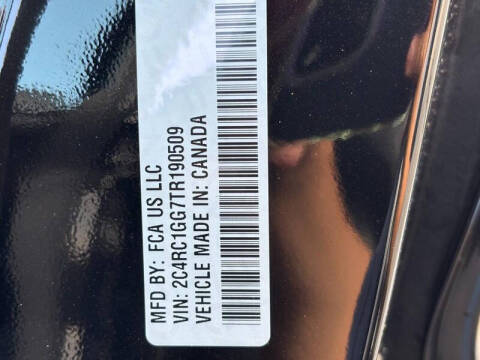 MFD BY: FCA US LLC
VIN: 2C4RC1GG7TR190509
VEHICLE MADE IN: CANADA